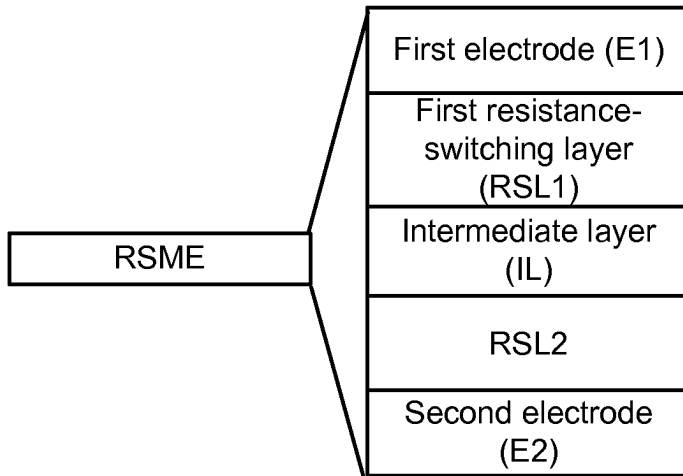 RSME
First electrode (E1)
First resistance-
switching layer
(RSL1)
Intermediate layer
(IL)
RSL2
Second electrode
(E2)